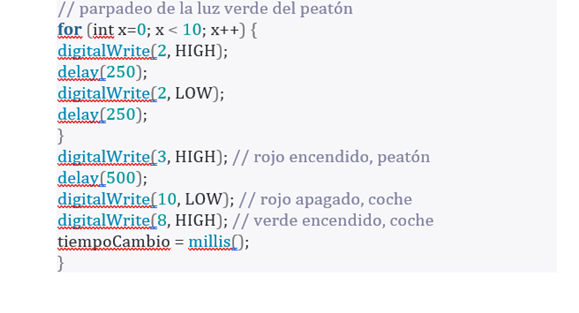 // parpadeo de la luz verde del peatón
for (int x=0; x < 10; x++) {
digitalWrite(2, HIGH);
delay(250);
digitalWrite(2, LOW);
delay(250);
}
digitalWrite(3, HIGH); // rojo encendido, peatón
delay(500);
digitalWrite(10, LOW); // rojo apagado, coche
digitalWrite(8, HIGH); // verde encendido, coche
tiempoCambio = millis();
}